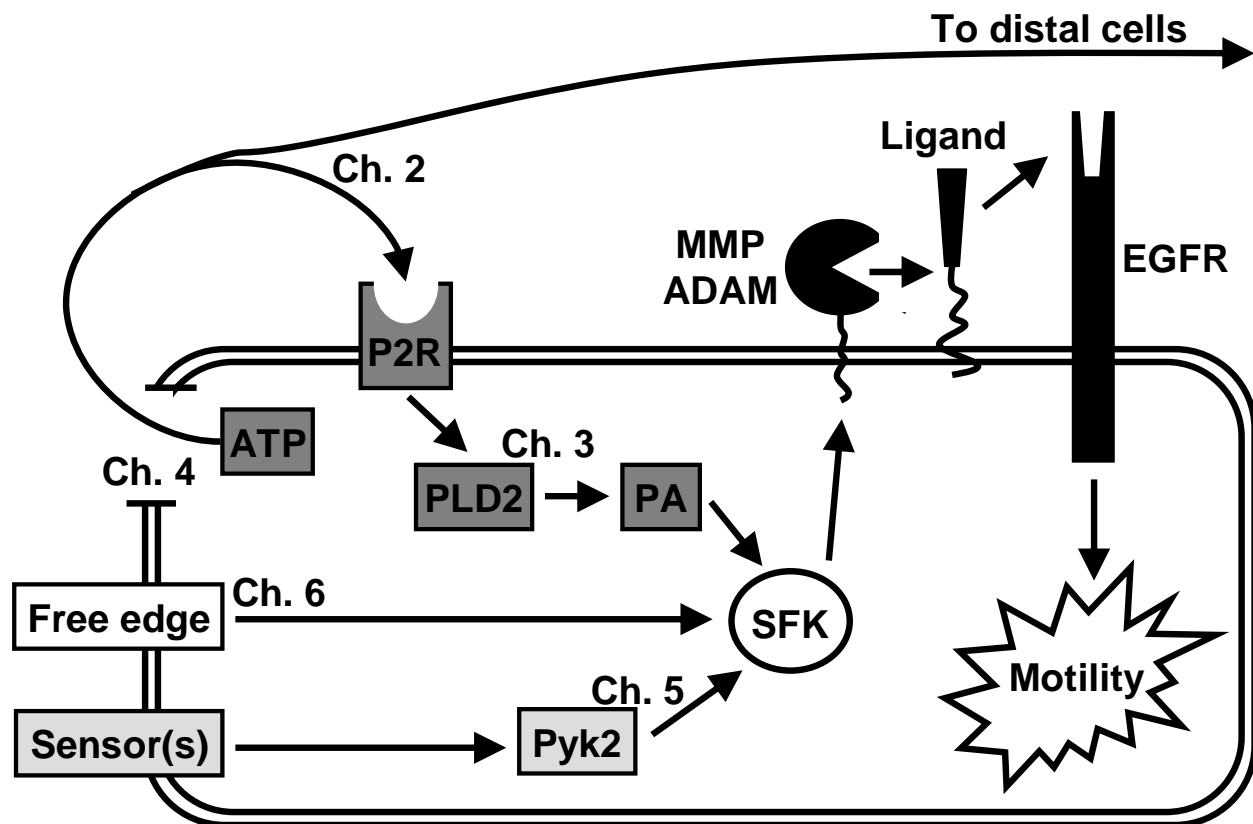 To distal cells
Ch. 2
Ligand
MMP
ADAM
EGFR
P2R
ATP
Ch. 3
Ch. 4
PLD2
PA
Free edge
Ch. 6
SFK
Motility
Ch. 5
Sensor(s)
Pyk2